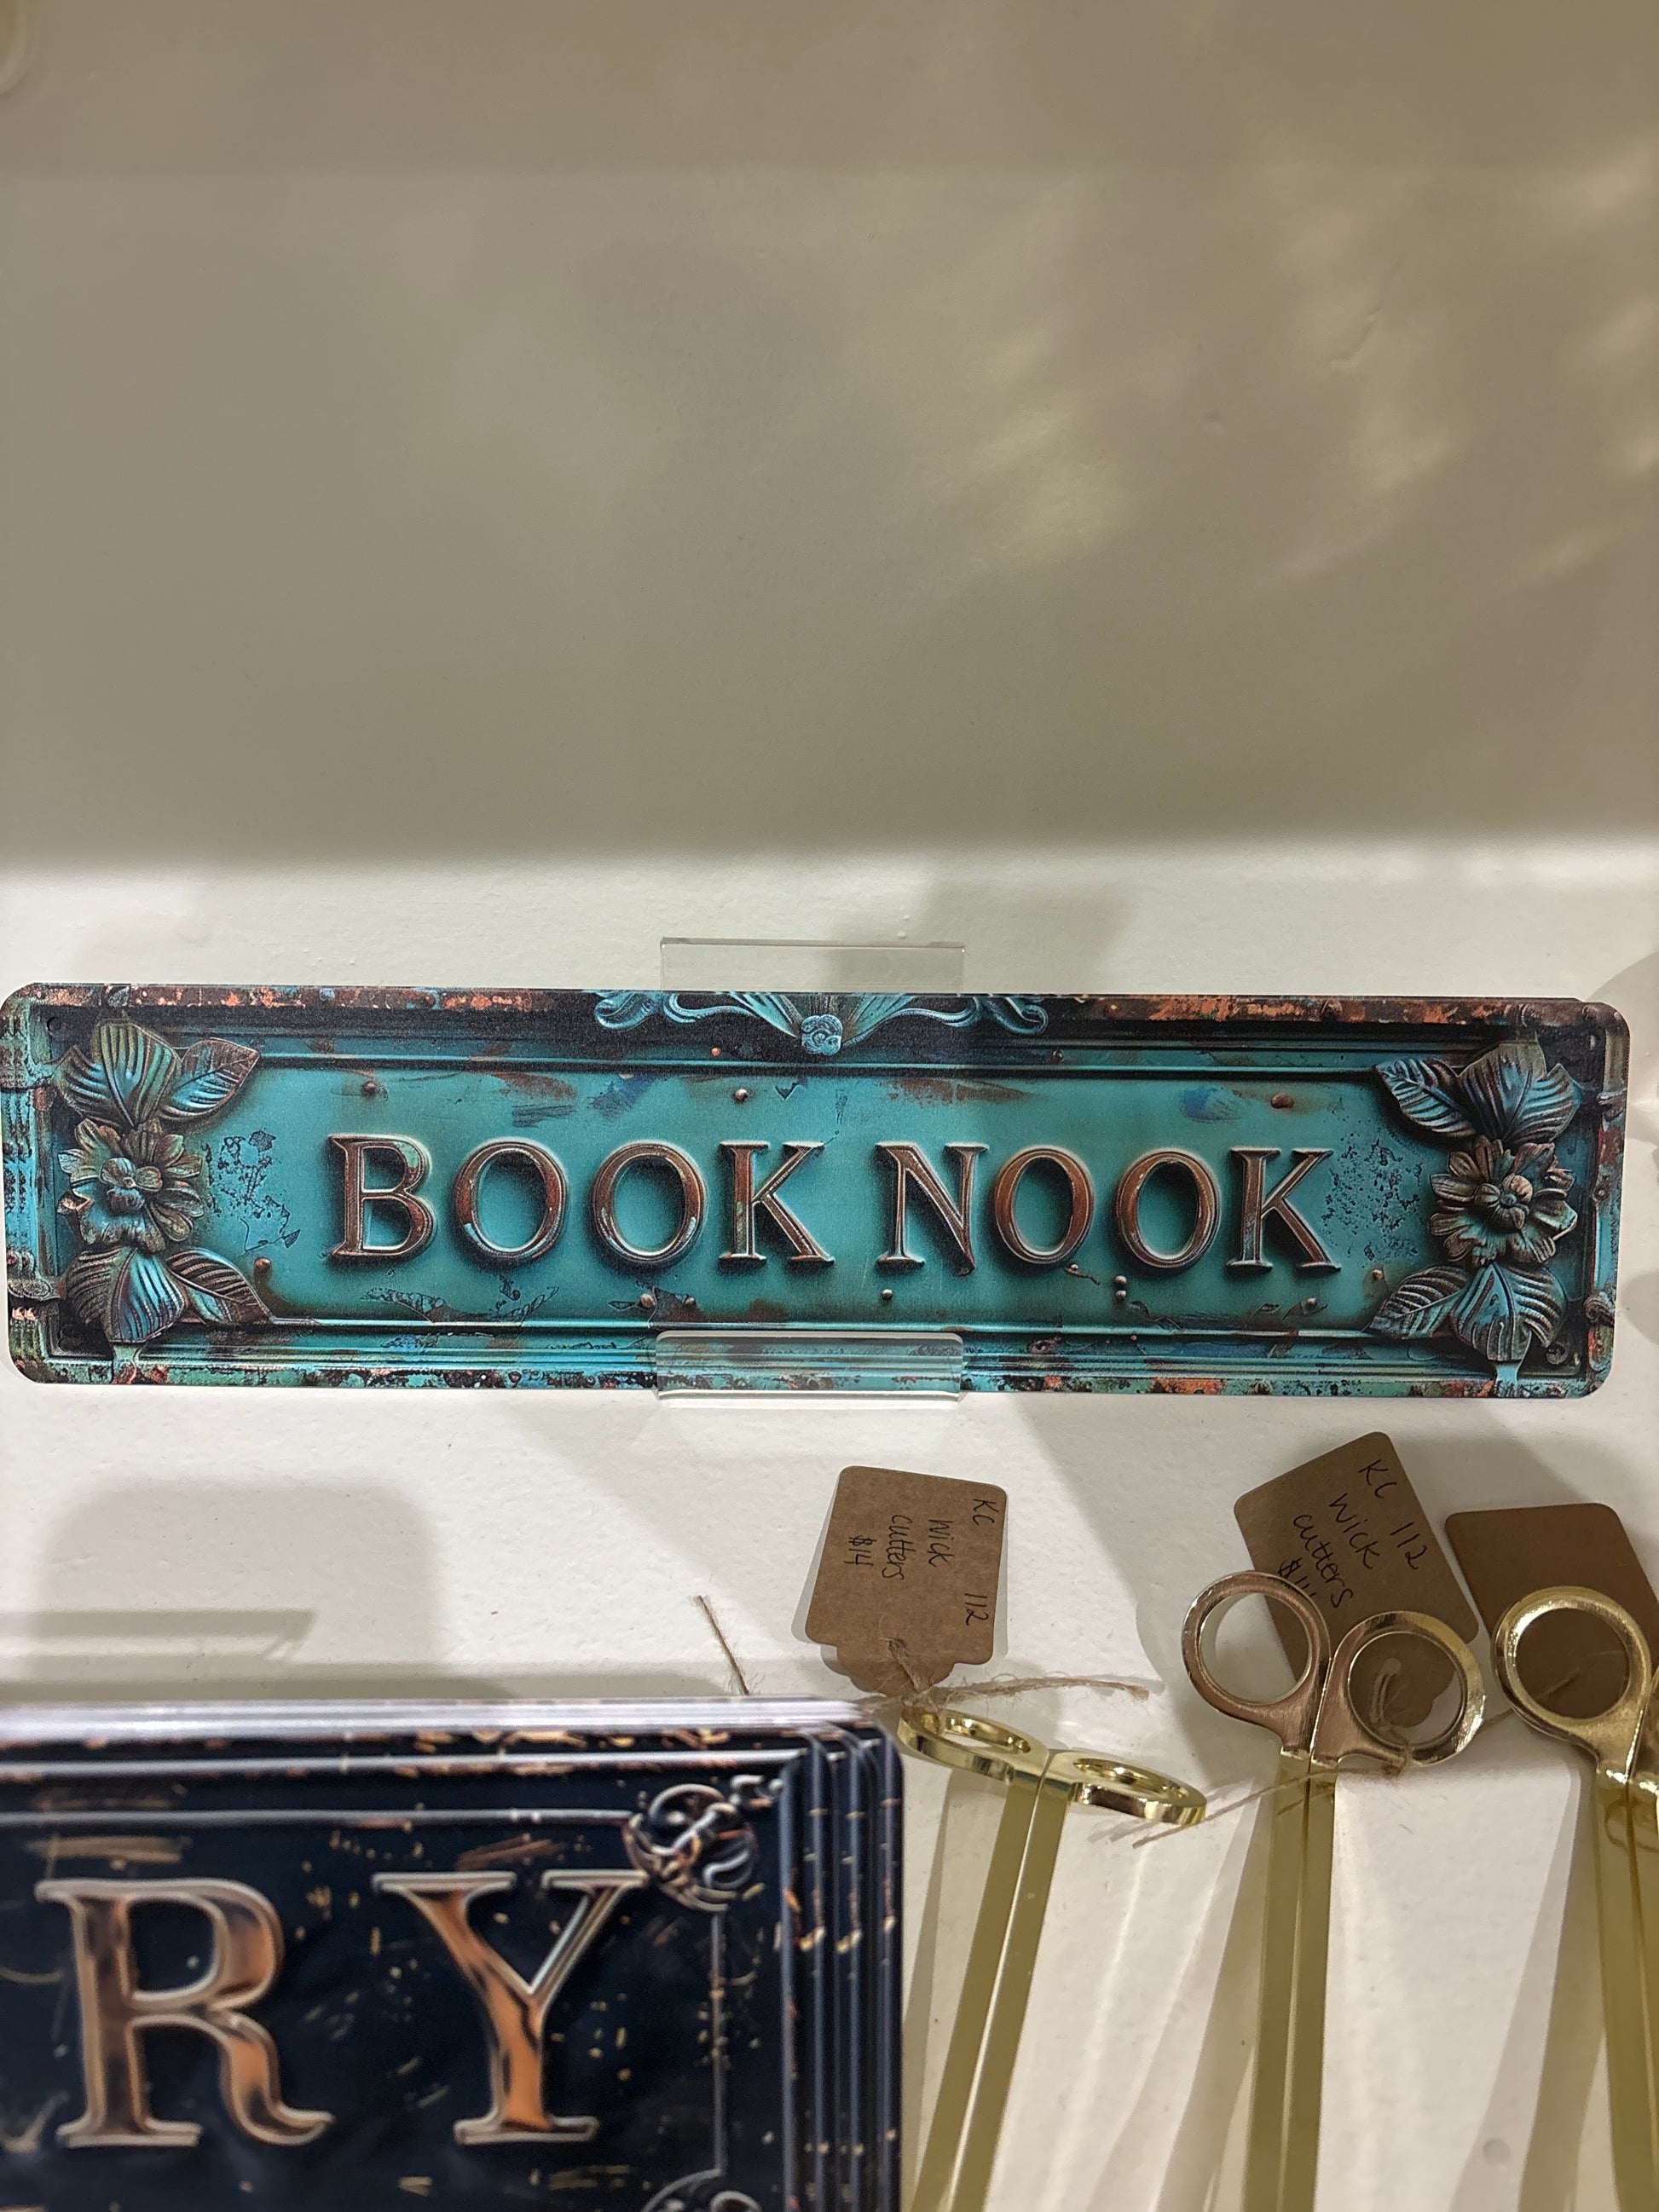 BOOK NOOK
KC 112
Wick
cutters
$14
KC 112
Wick
cutters
RY